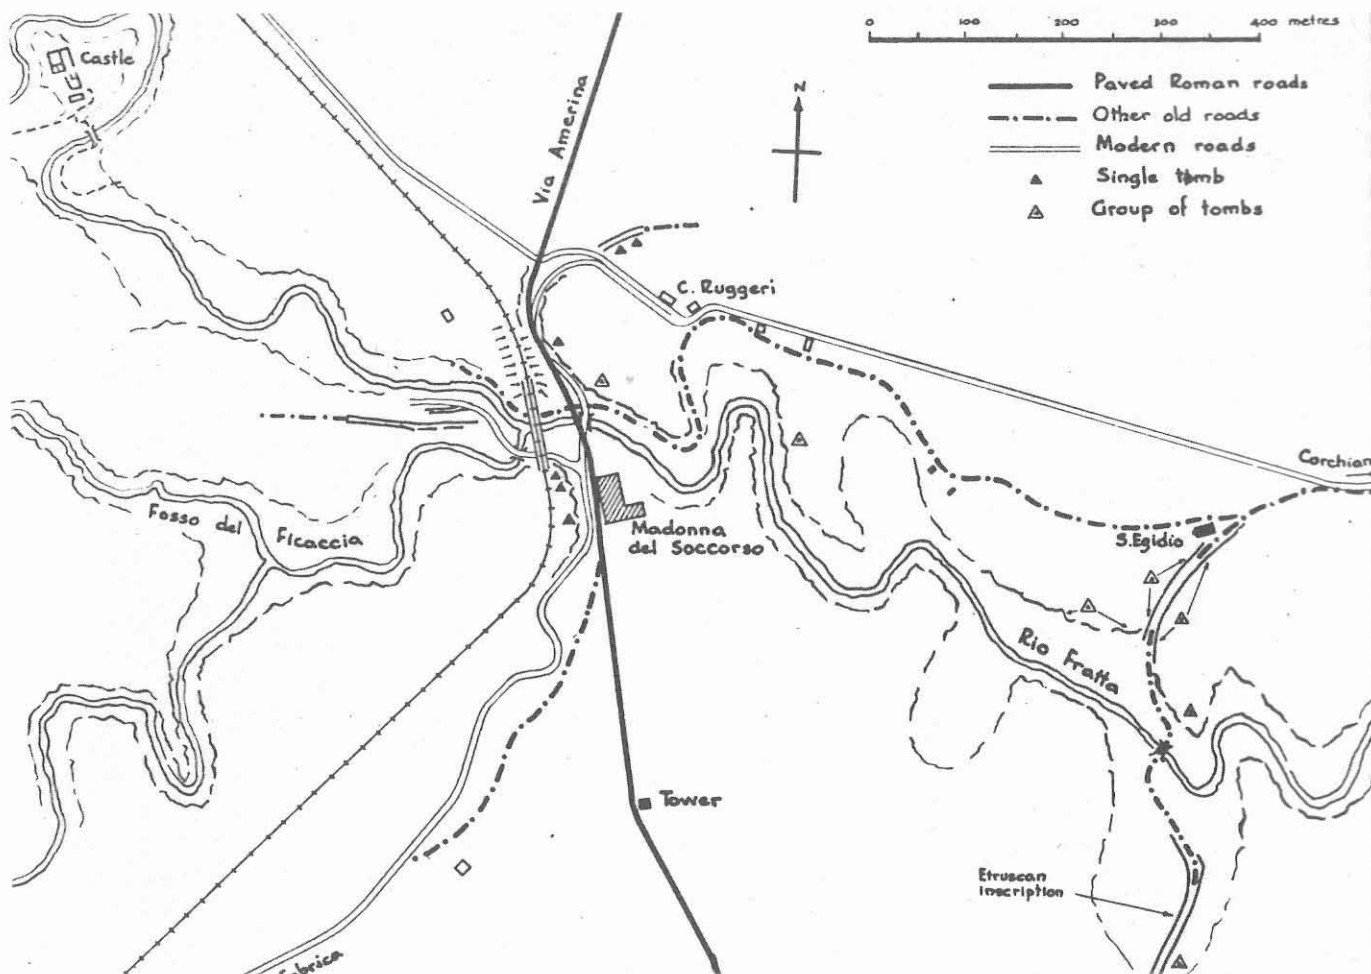 0 100 200 300 400 metres
Castle
Paved Roman roads
Other old roads
Modern roads
Single tomb
Group of tombs
N
Via Amerina
C. Ruggeri
Corchian
Fosso del Ficaccia
Madonna
del Soccorso
S. Egidio
Rio Fratta
Tower
Etruscan
inscription